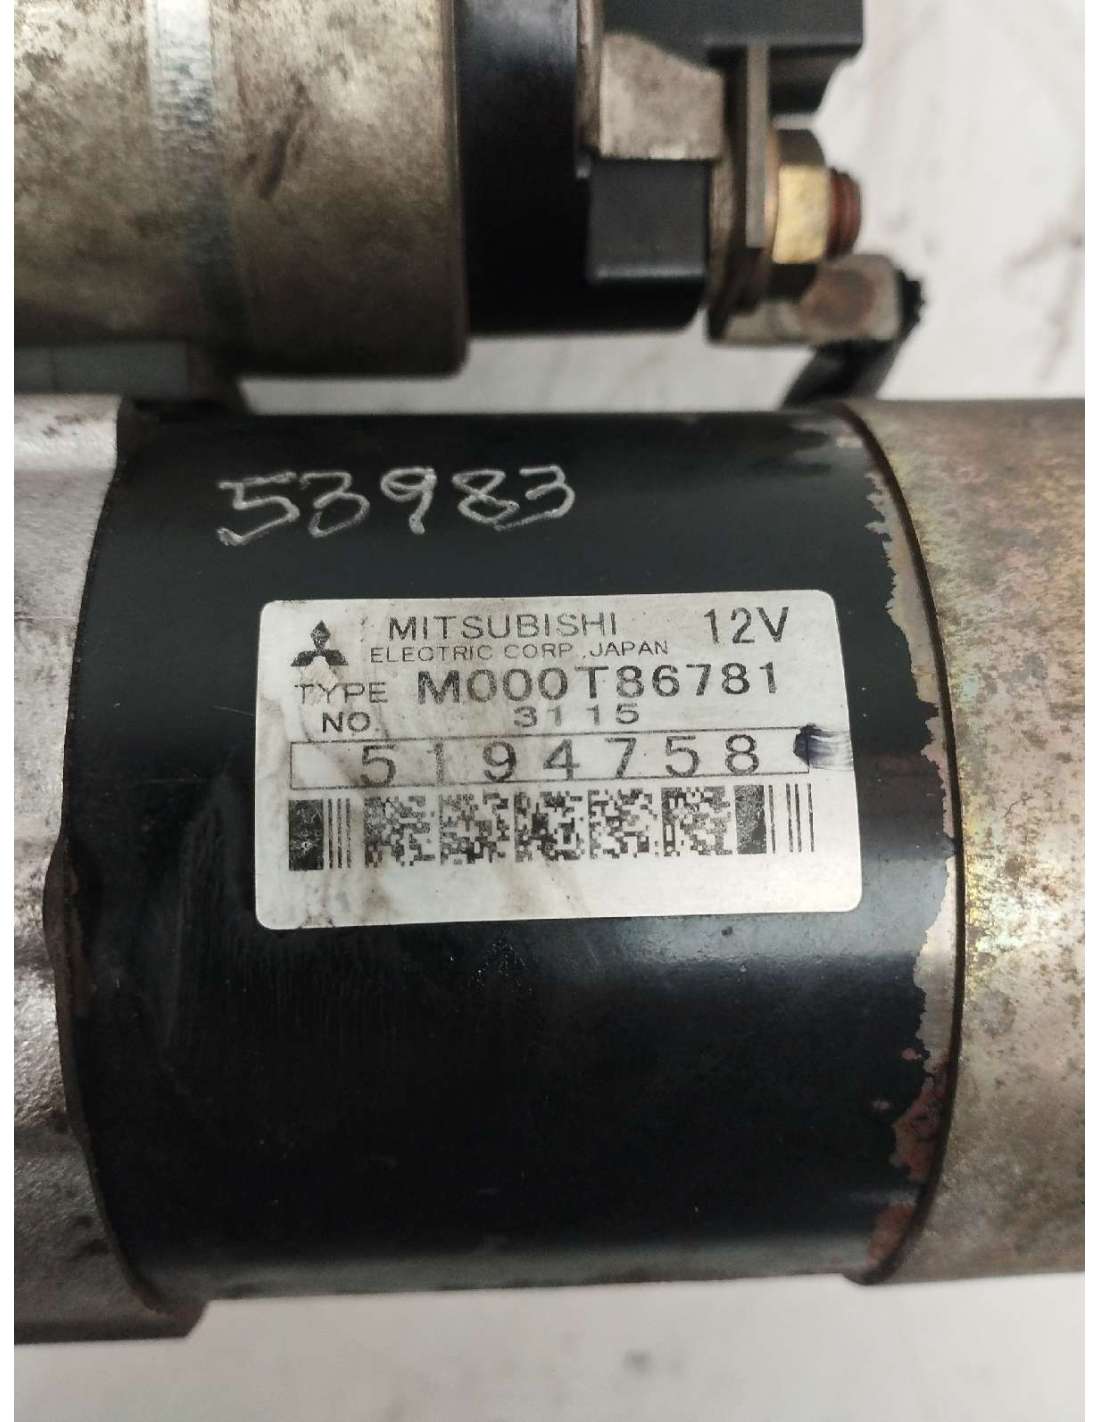 53983
MITSUBISHI 12V
ELECTRIC CORP. JAPAN
TYPE M000T86781
NO. 3115
5194758